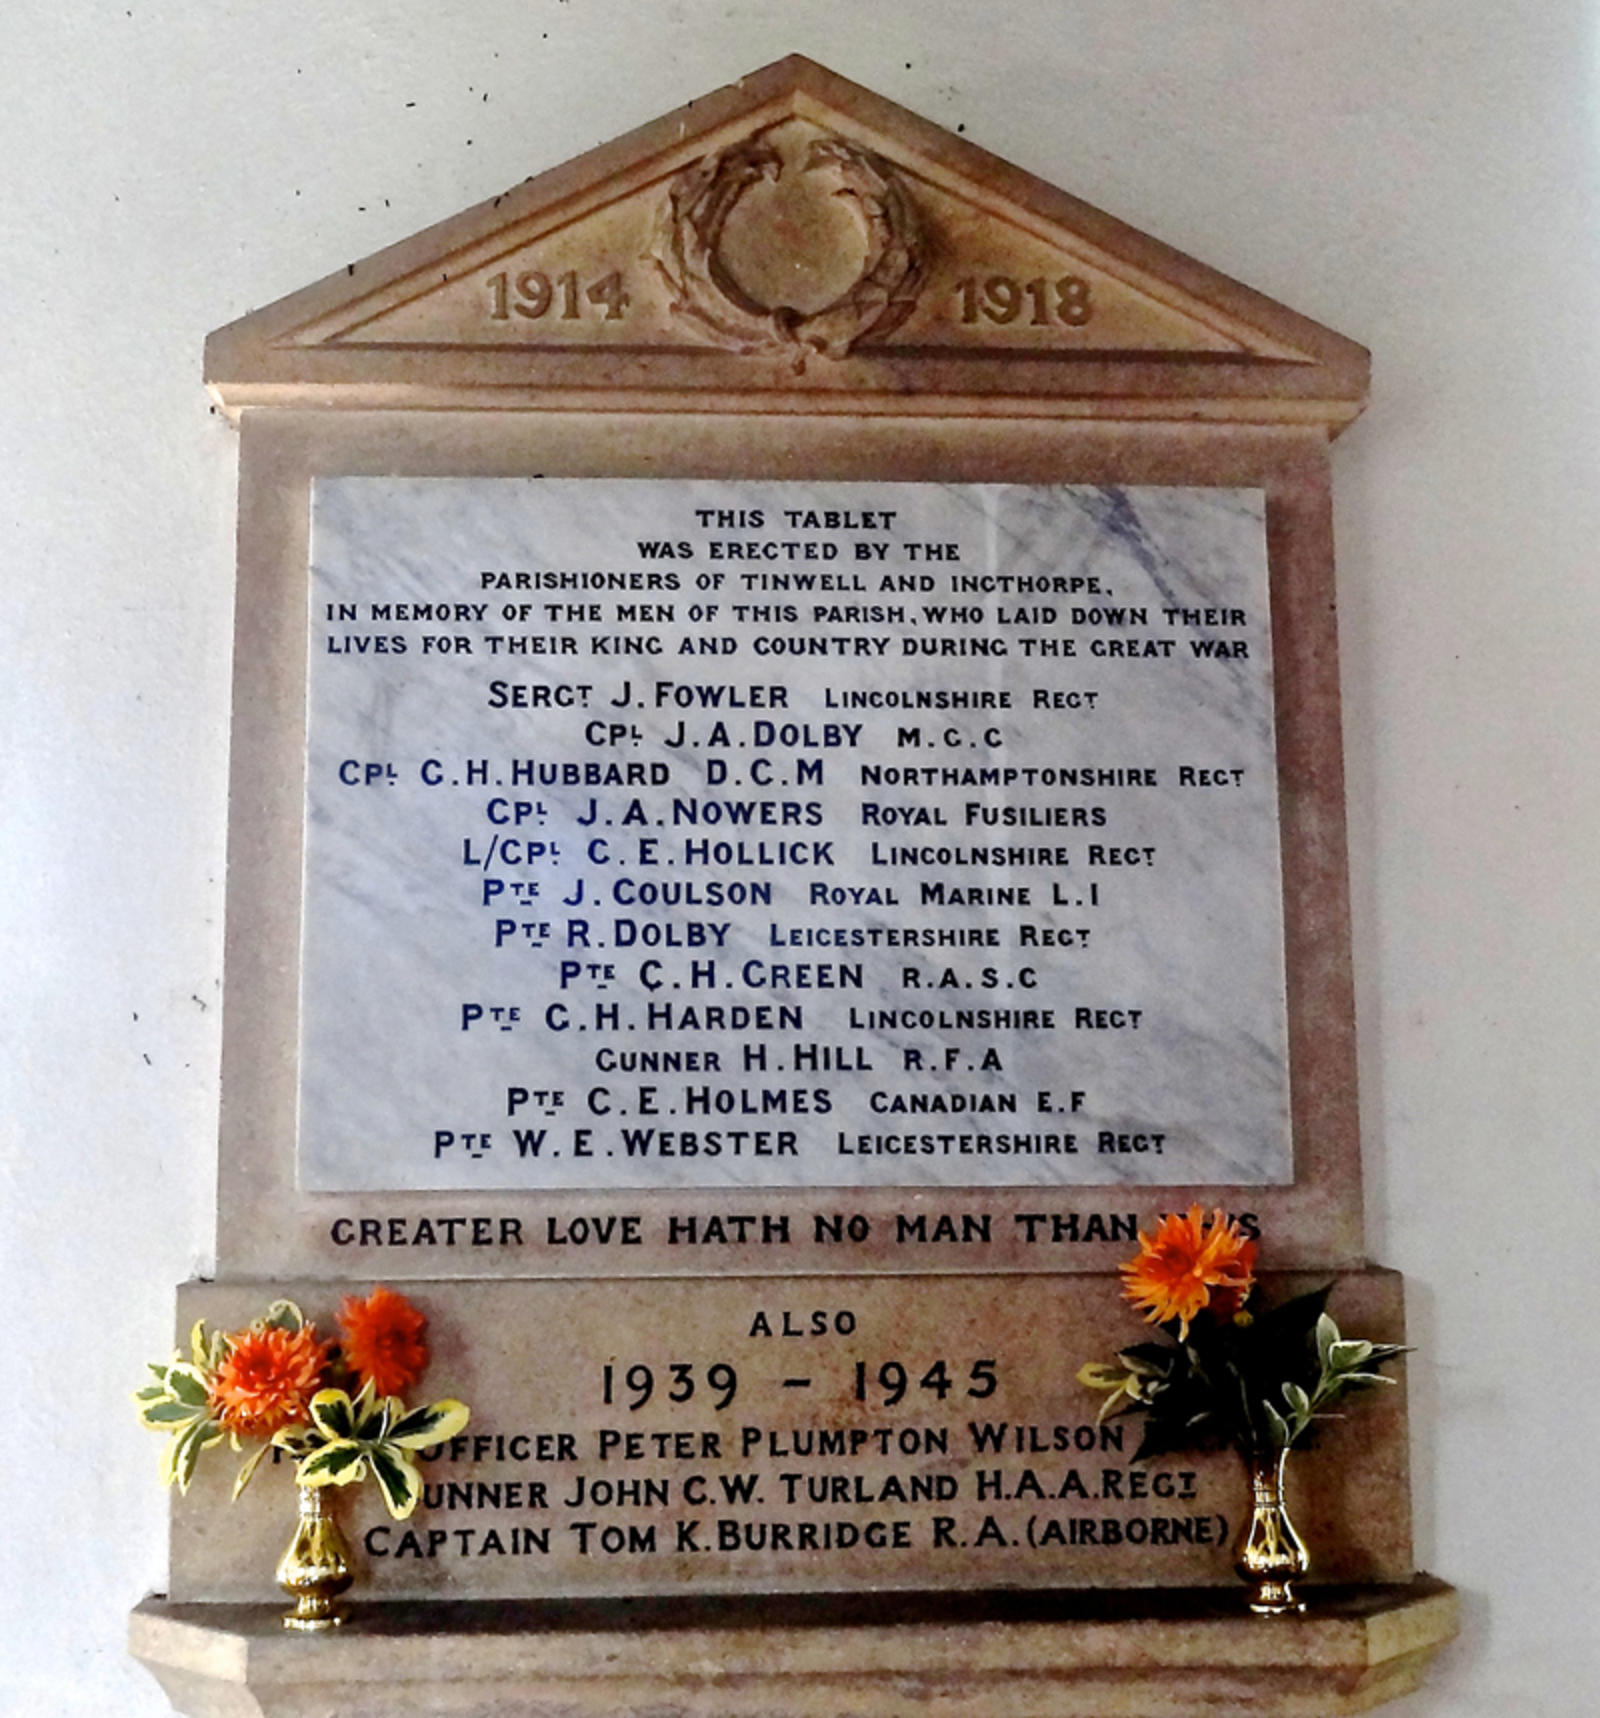 1914 1918
THIS TABLET
WAS ERECTED BY THE
PARISHIONERS OF TINWELL AND INGTHORPE,
IN MEMORY OF THE MEN OF THIS PARISH, WHO LAID DOWN THEIR
LIVES FOR THEIR KING AND COUNTRY DURING THE GREAT WAR
SERGT J. FOWLER LINCOLNSHIRE REGT
CPL J.A. DOLBY M.G.C
CPL G.H. HUBBARD D.C.M NORTHAMPTONSHIRE REGT
CPL J.A. NOWERS ROYAL FUSILIERS
L/CPL C.E. HOLLICK LINCOLNSHIRE REGT
PTE J. COULSON ROYAL MARINE L.I
PTE R. DOLBY LEICESTERSHIRE REGT
PTE C.H. GREEN R.A.S.C
PTE G.H. HARDEN LINCOLNSHIRE REGT
GUNNER H. HILL R.F.A
PTE C.E. HOLMES CANADIAN E.F
PTE W.E. WEBSTER LEICESTERSHIRE REGT
GREATER LOVE HATH NO MAN THAN THIS
ALSO
1939 - 1945
OFFICER PETER PLUMPTON WILSON
GUNNER JOHN C.W. TURLAND H.A.A. REGT
CAPTAIN TOM K. BURRIDGE R.A. (AIRBORNE)